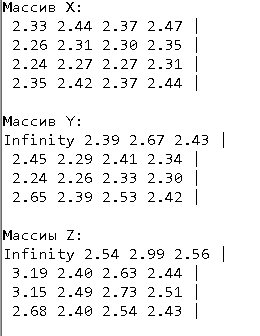 Массив X:
2.33 2.44 2.37 2.47 |
2.26 2.31 2.30 2.35 |
2.24 2.27 2.27 2.31 |
2.35 2.42 2.37 2.44 |
Массив Y:
Infinity 2.39 2.67 2.43 |
2.45 2.29 2.41 2.34 |
2.24 2.26 2.33 2.30 |
2.65 2.39 2.53 2.42 |
Массиы Z:
Infinity 2.54 2.99 2.56 |
3.19 2.40 2.63 2.44 |
3.15 2.49 2.73 2.51 |
2.68 2.40 2.54 2.43 |